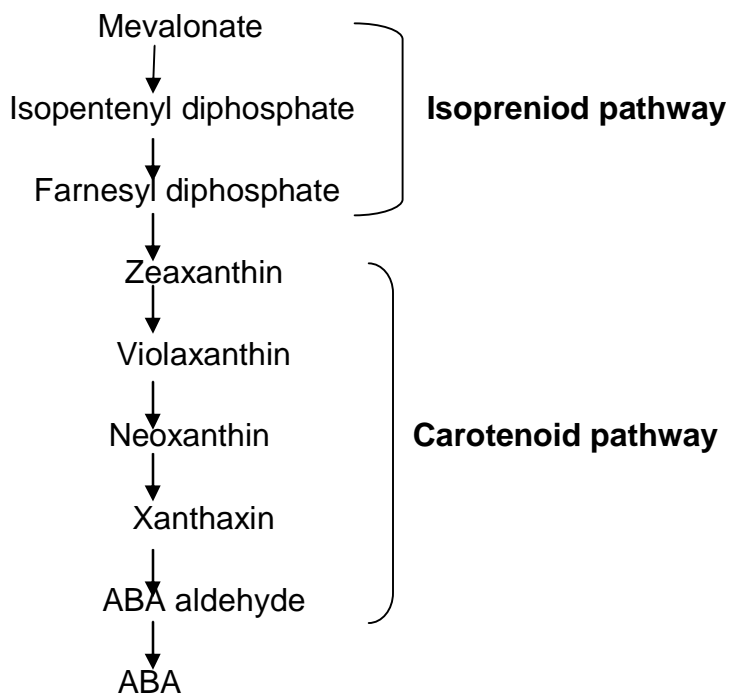 Mevalonate
Isopentenyl diphosphate
Isopreniod pathway
Farnesyl diphosphate
Zeaxanthin
Violaxanthin
Neoxanthin
Carotenoid pathway
Xanthaxin
ABA aldehyde
ABA